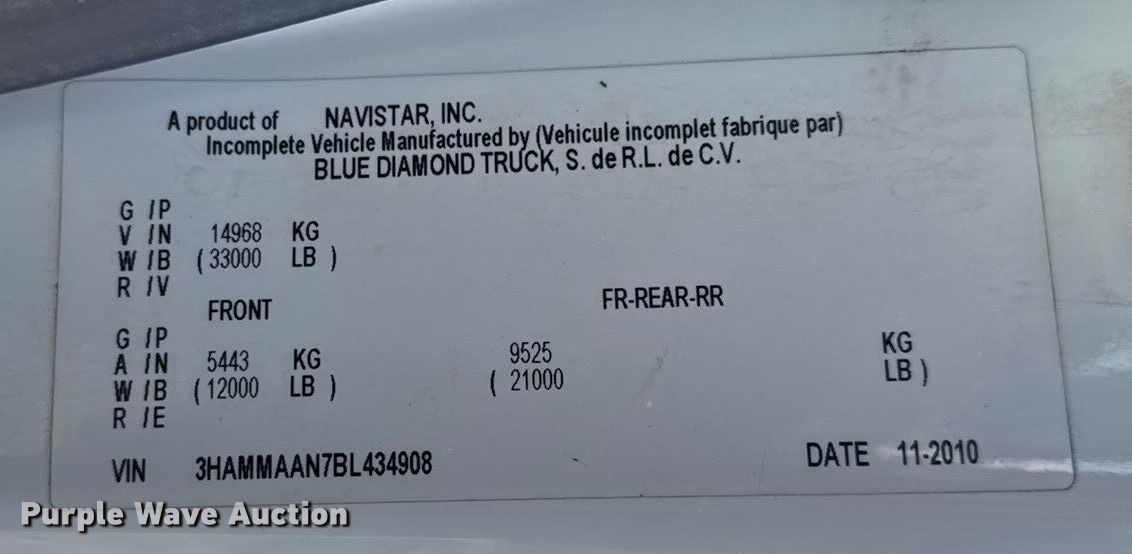 A product of NAVISTAR, INC.
Incomplete Vehicle Manufactured by (Vehicule incomplet fabrique par)
BLUE DIAMOND TRUCK, S. de R.L. de C.V.
G /P
V /N 14968 KG
W /B ( 33000 LB )
R /V
FRONT FR-REAR-RR
G /P
A /N 5443 KG 9525 KG
W /B ( 12000 LB ) ( 21000 LB )
R /E
VIN 3HAMMAAN7BL434908 DATE 11-2010
Purple Wave Auction